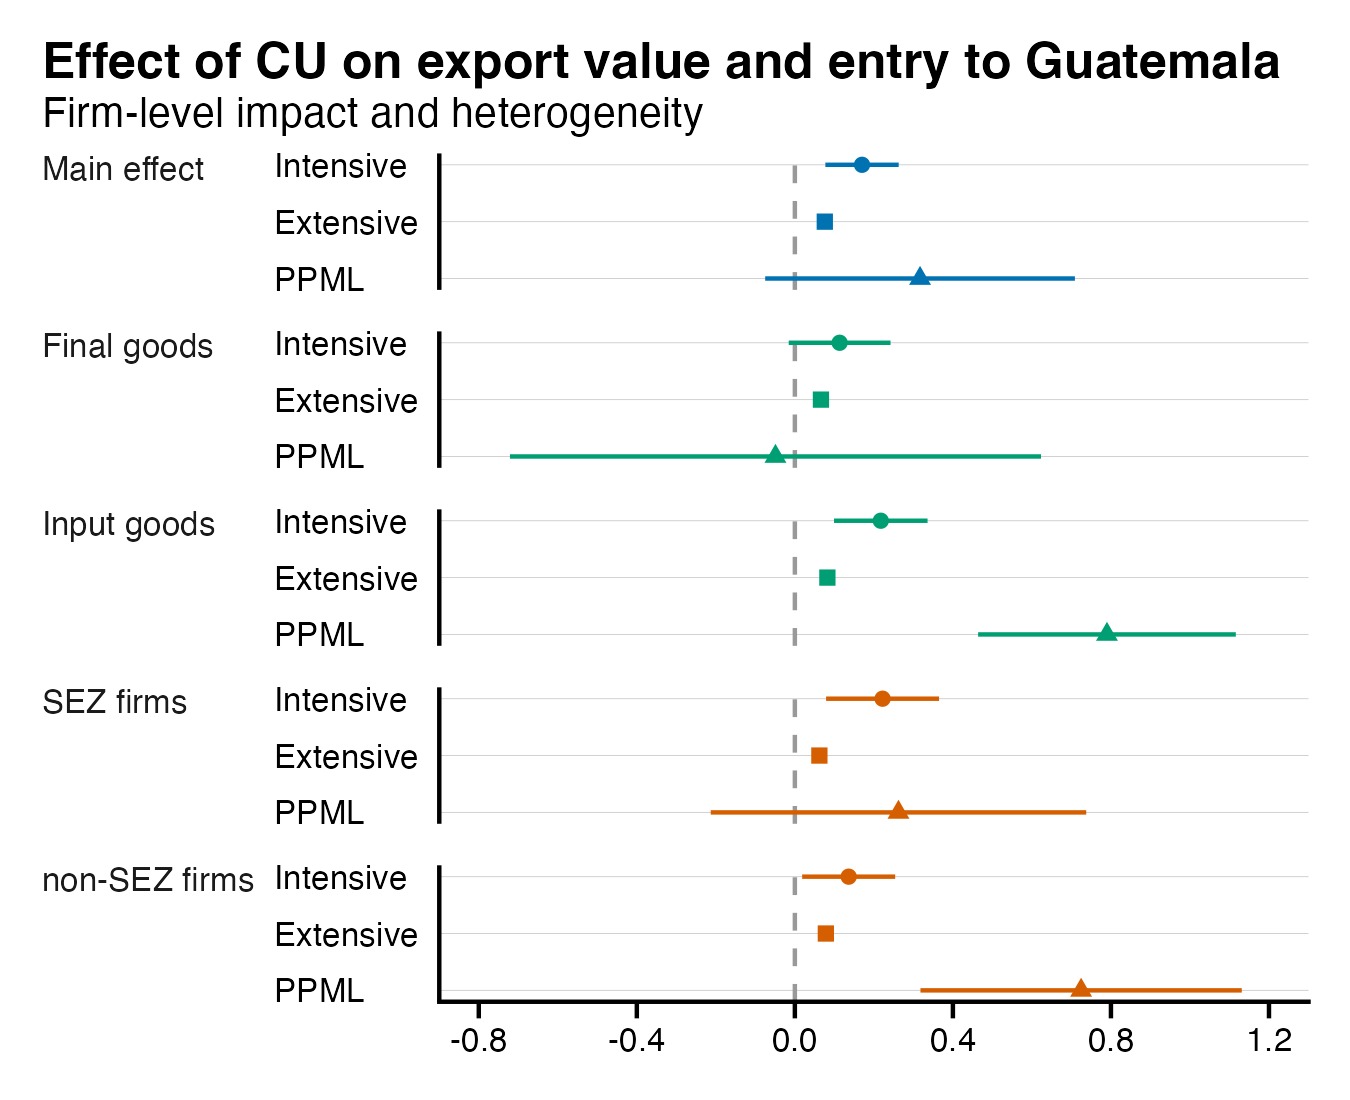 Effect of CU on export value and entry to Guatemala
Firm-level impact and heterogeneity
Main effect
Intensive
Extensive
PPML
Final goods
Intensive
Extensive
PPML
Input goods
Intensive
Extensive
PPML
SEZ firms
Intensive
Extensive
PPML
non-SEZ firms
Intensive
Extensive
PPML
-0.8 -0.4 0.0 0.4 0.8 1.2